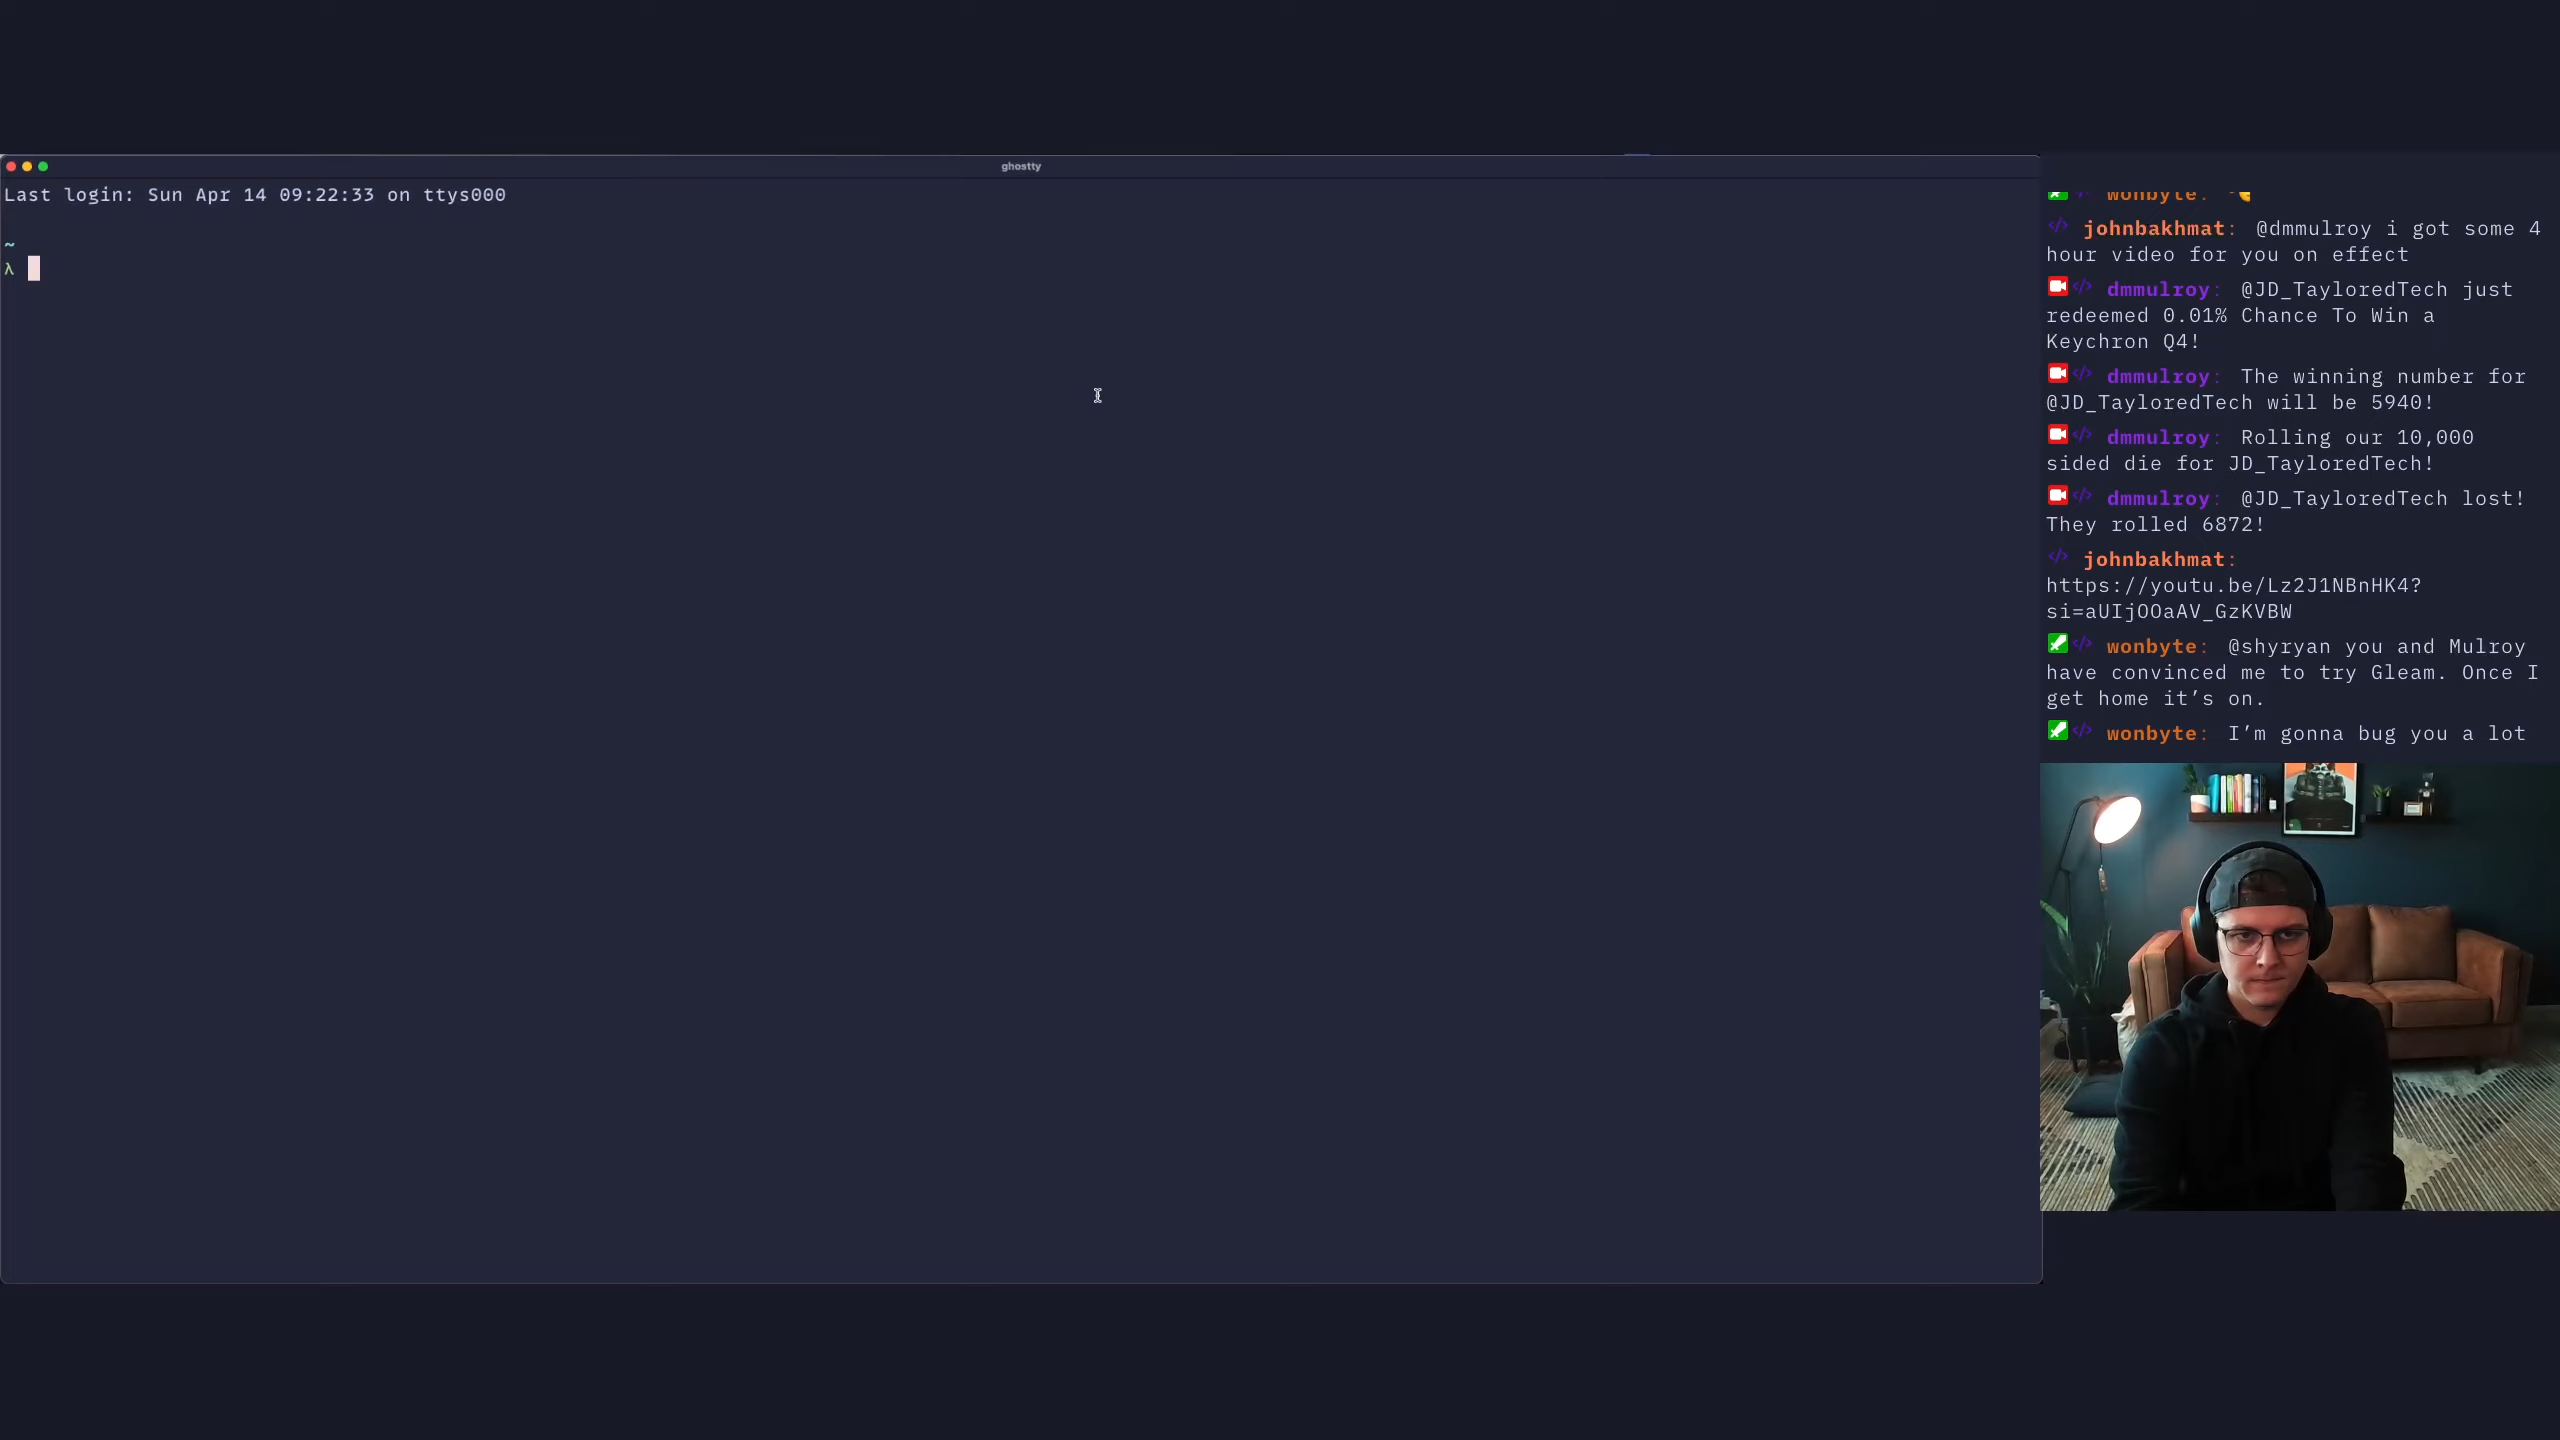 ghostty
Last login: Sun Apr 14 09:22:33 on ttys000
~
λ
wonbyte:
johnbakhmat: @dmmulroy i got some 4
hour video for you on effect
dmmulroy: @JD_TayloredTech just
redeemed 0.01% Chance To Win a
Keychron Q4!
dmmulroy: The winning number for
@JD_TayloredTech will be 5940!
dmmulroy: Rolling our 10,000
sided die for JD_TayloredTech!
dmmulroy: @JD_TayloredTech lost!
They rolled 6872!
johnbakhmat:
https://youtu.be/Lz2J1NBnHK4?
si=aUIjOOaAV_GzKVBW
wonbyte: @shyryan you and Mulroy
have convinced me to try Gleam. Once I
get home it’s on.
wonbyte: I’m gonna bug you a lot